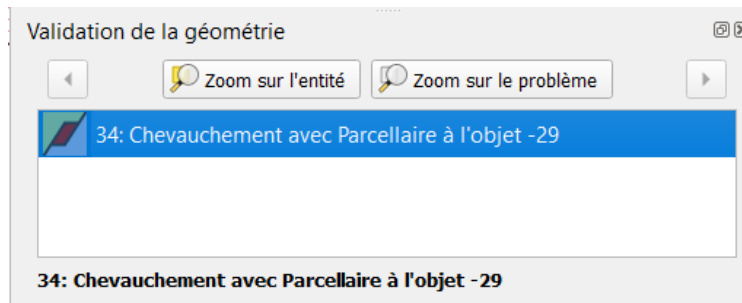 Validation de la géométrie
Zoom sur l'entité Zoom sur le problème
34: Chevauchement avec Parcellaire à l'objet -29
34: Chevauchement avec Parcellaire à l'objet -29